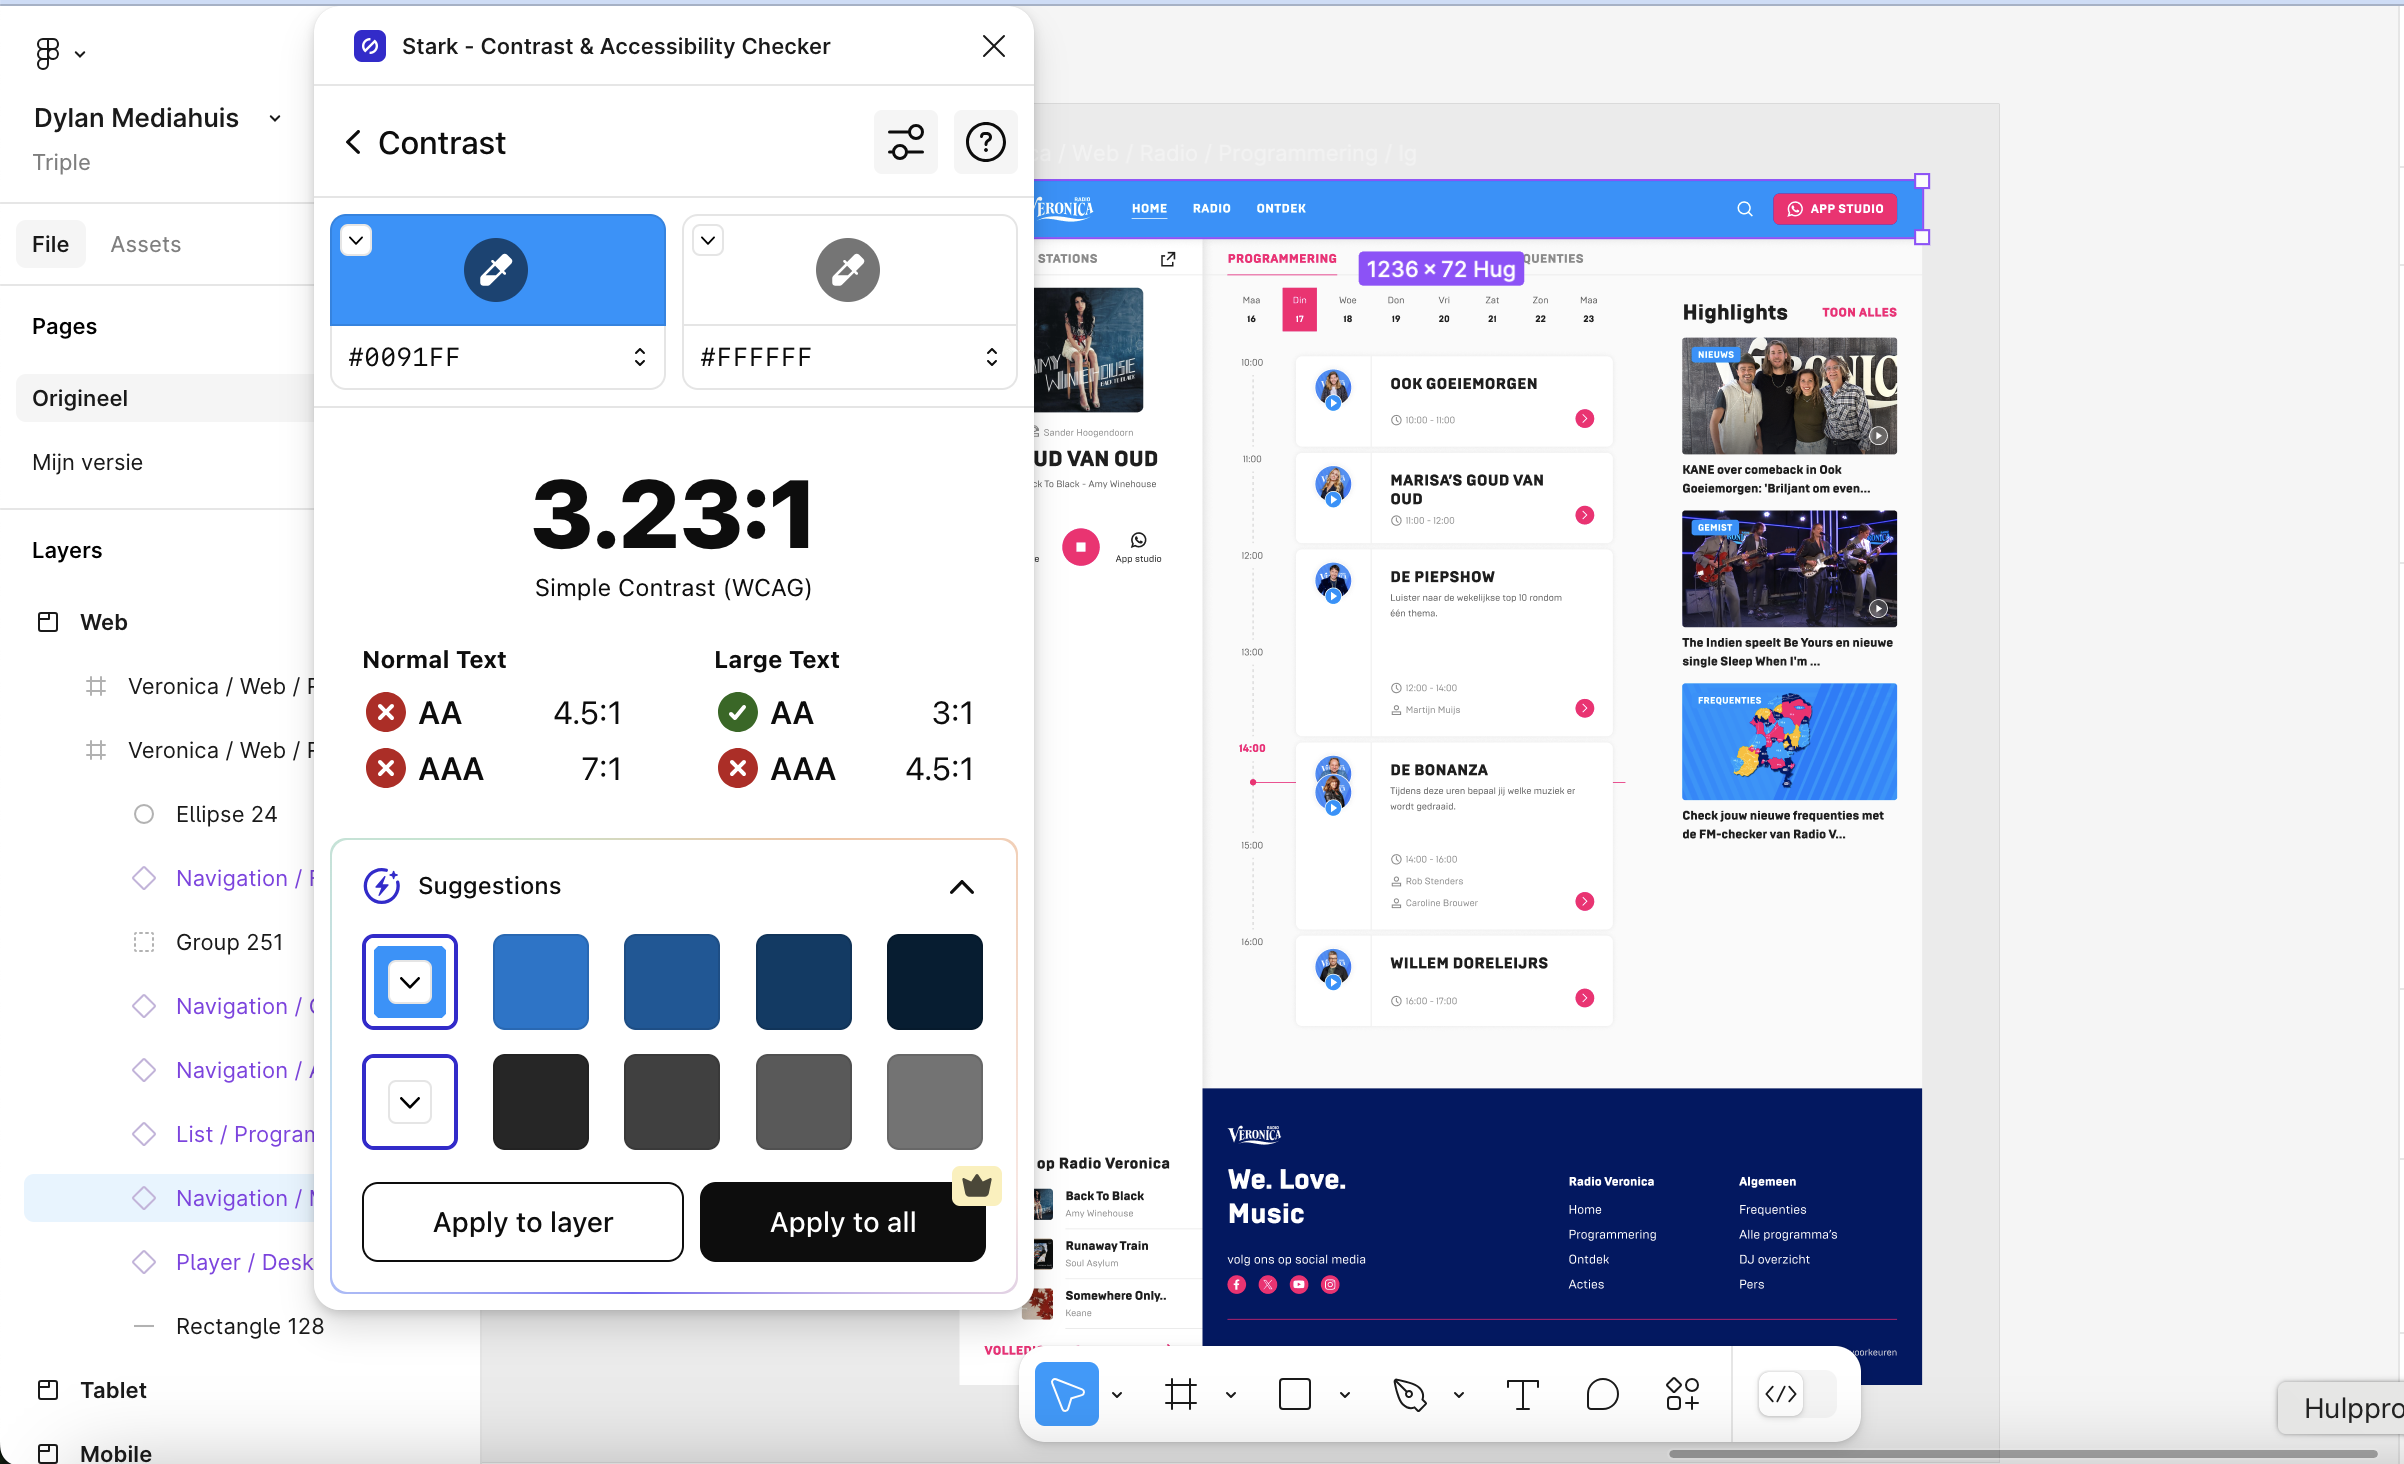 Stark - Contrast & Accessibility Checker
Dylan Mediahuis
Triple
File
Assets
Pages
Origineel
Mijn versie
Layers
Web
Veronica / Web /
Veronica / Web /
Ellipse 24
Navigation /
Group 251
Navigation /
Navigation /
List / Program
Navigation /
Player / Desk
Rectangle 128
Tablet
Mobile
Contrast
#0091FF
#FFFFFF
3.23:1
Simple Contrast (WCAG)
Normal Text
AA 4.5:1
AAA 7:1
Large Text
AA 3:1
AAA 4.5:1
Suggestions
Apply to layer
Apply to all
/ Web / Radio / Programmering / lg
RADIO VERONICA
HOME
RADIO
ONTDEK
APP STUDIO
STATIONS
PROGRAMMERING
1236 × 72 Hug
QUENTIES
Maa 16
Din 17
Woe 18
Don 19
Vri 20
Zat 21
Zon 22
Maa 23
AMY WINEHOUSE
BACK TO BLACK
Sander Hoogendoorn
UD VAN OUD
ck To Black - Amy Winehouse
App studio
10:00
OOK GOEIEMORGEN
10:00 - 11:00
11:00
MARISA'S GOUD VAN
OUD
11:00 - 12:00
12:00
DE PIEPSHOW
Luister naar de wekelijkse top 10 rondom
één thema.
13:00
12:00 - 14:00
Martijn Muijs
14:00
DE BONANZA
Tijdens deze uren bepaal jij welke muziek er
wordt gedraaid.
15:00
14:00 - 16:00
Rob Stenders
Caroline Brouwer
16:00
WILLEM DORELEIJRS
16:00 - 17:00
Highlights
TOON ALLES
NIEUWS
KANE over comeback in Ook
Goeiemorgen: 'Briljant om even...
GEMIST
The Indien speelt Be Yours en nieuwe
single Sleep When I'm ...
FREQUENTIES
Check jouw nieuwe frequenties met
de FM-checker van Radio V...
op Radio Veronica
Back To Black
Amy Winehouse
Runaway Train
Soul Asylum
Somewhere Only..
Keane
VOLLEDI
RADIO VERONICA
We. Love.
Music
volg ons op social media
Radio Veronica
Home
Programmering
Ontdek
Acties
Algemeen
Frequenties
Alle programma's
DJ overzicht
Pers
voorkeuren
Hulppro